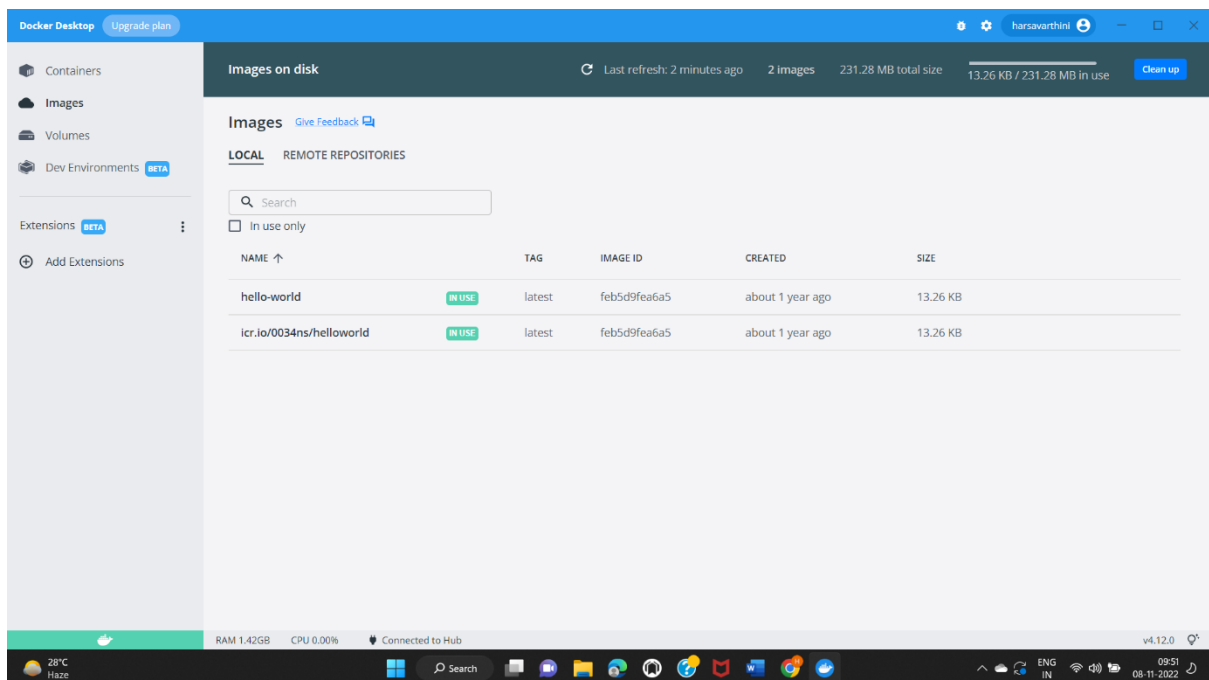 Docker Desktop Upgrade plan harsavarthini
Containers
Images
Volumes
Dev Environments BETA
Extensions BETA
Add Extensions
Images on disk Last refresh: 2 minutes ago 2 images 231.28 MB total size 13.26 KB / 231.28 MB in use Clean up
Images Give Feedback
LOCAL REMOTE REPOSITORIES
Search
In use only
NAME TAG IMAGE ID CREATED SIZE
hello-world IN USE latest feb5d9fea6a5 about 1 year ago 13.26 KB
icr.io/0034ns/helloworld IN USE latest feb5d9fea6a5 about 1 year ago 13.26 KB
RAM 1.42GB CPU 0.00% Connected to Hub v4.12.0
28°C
Haze
Search
ENG
IN
09:51
08-11-2022